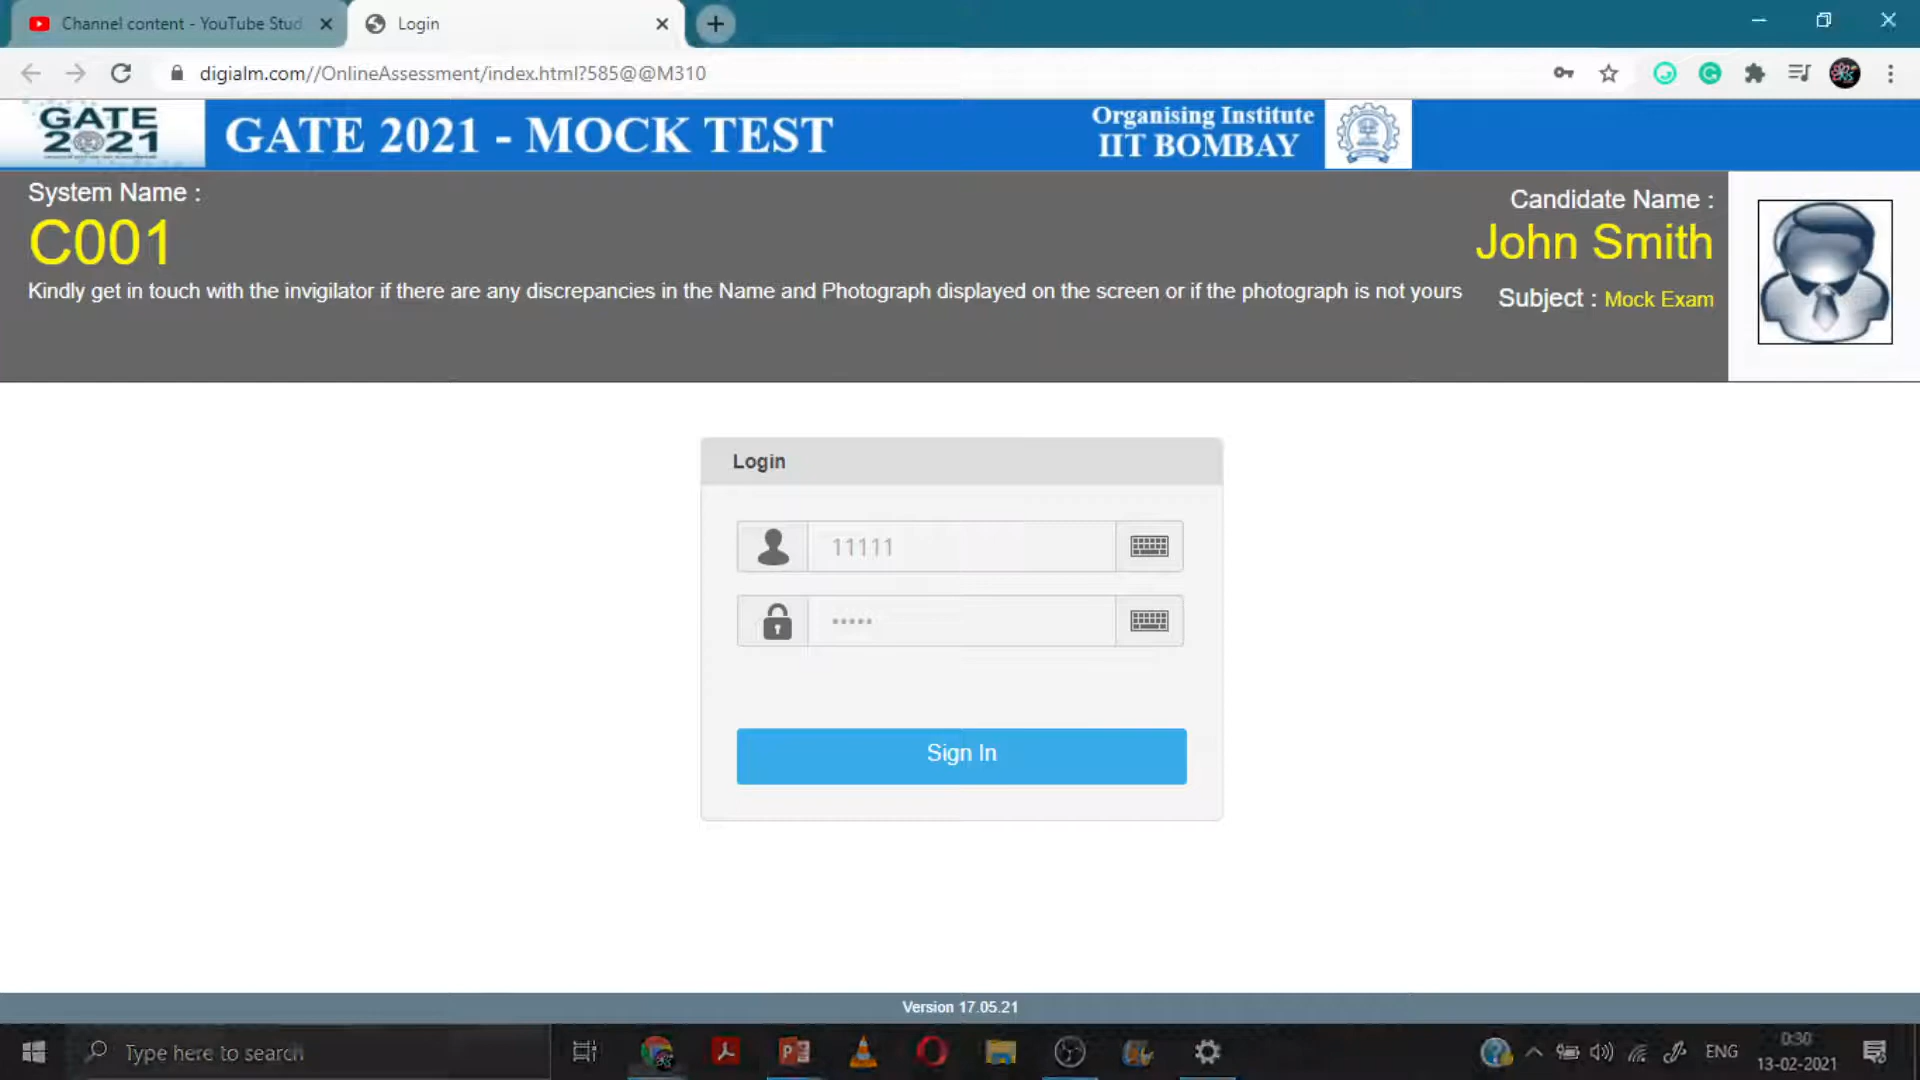 Channel content - YouTube Stud
Login
digialm.com//OnlineAssessment/index.html?585@@M310
GATE
2021
GATE 2021 - MOCK TEST
Organising Institute
IIT BOMBAY
System Name :
C001
Kindly get in touch with the invigilator if there are any discrepancies in the Name and Photograph displayed on the screen or if the photograph is not yours
Candidate Name :
John Smith
Subject : Mock Exam
Login
11111
•••••
Sign In
Version 17.05.21
Type here to search
ENG
0:30
13-02-2021